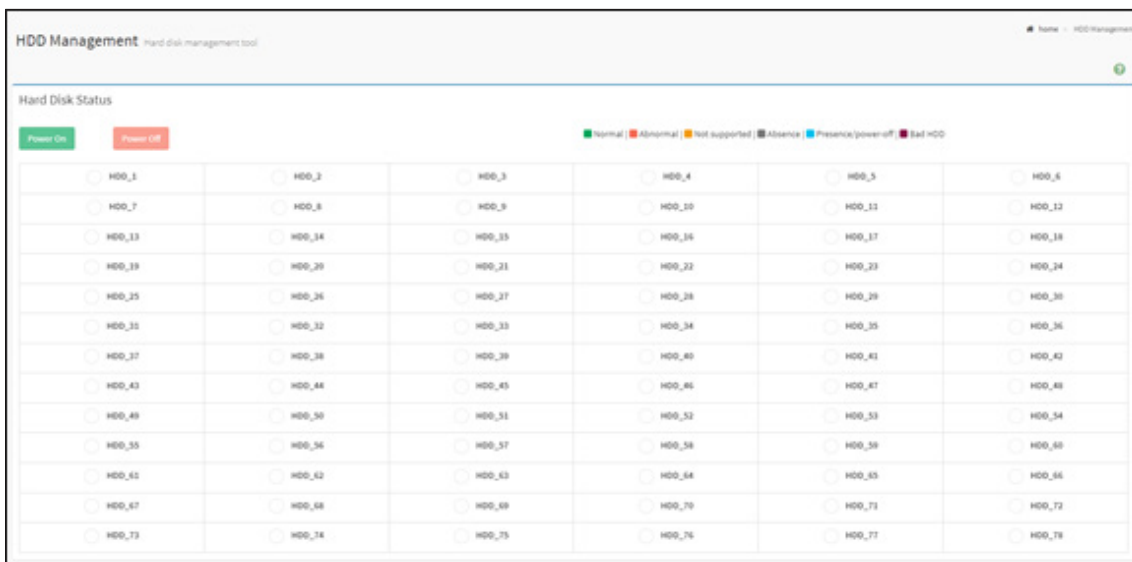 HDD Management Hard disk management tool
home - HDD Management
Hard Disk Status
Power On Power Off
Normal | Abnormal | Not supported | Absence | Presence/power-off | Bad HDD
HDD_1 HDD_2 HDD_3 HDD_4 HDD_5 HDD_6
HDD_7 HDD_8 HDD_9 HDD_10 HDD_11 HDD_12
HDD_13 HDD_14 HDD_15 HDD_16 HDD_17 HDD_18
HDD_19 HDD_20 HDD_21 HDD_22 HDD_23 HDD_24
HDD_25 HDD_26 HDD_27 HDD_28 HDD_29 HDD_30
HDD_31 HDD_32 HDD_33 HDD_34 HDD_35 HDD_36
HDD_37 HDD_38 HDD_39 HDD_40 HDD_41 HDD_42
HDD_43 HDD_44 HDD_45 HDD_46 HDD_47 HDD_48
HDD_49 HDD_50 HDD_51 HDD_52 HDD_53 HDD_54
HDD_55 HDD_56 HDD_57 HDD_58 HDD_59 HDD_60
HDD_61 HDD_62 HDD_63 HDD_64 HDD_65 HDD_66
HDD_67 HDD_68 HDD_69 HDD_70 HDD_71 HDD_72
HDD_73 HDD_74 HDD_75 HDD_76 HDD_77 HDD_78